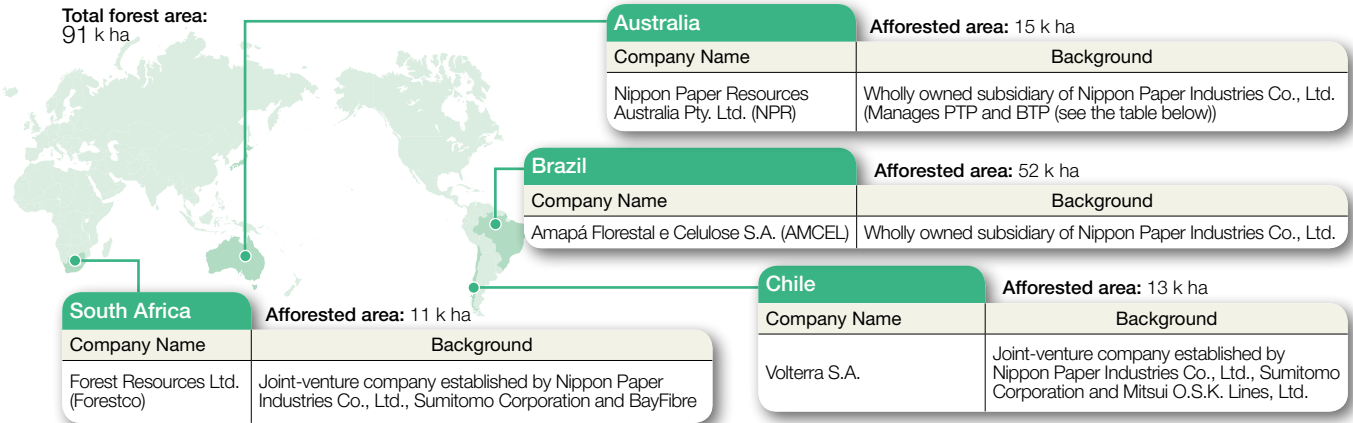 Total forest area:
91 k ha
Australia
Afforested area: 15 k ha
Company Name
Background
Nippon Paper Resources
Australia Pty. Ltd. (NPR)
Wholly owned subsidiary of Nippon Paper Industries Co., Ltd.
(Manages PTP and BTP (see the table below))
Brazil
Afforested area: 52 k ha
Company Name
Background
Amapá Florestal e Celulose S.A. (AMCEL)
Wholly owned subsidiary of Nippon Paper Industries Co., Ltd.
Chile
Afforested area: 13 k ha
Company Name
Background
Volterra S.A.
Joint-venture company established by
Nippon Paper Industries Co., Ltd., Sumitomo
Corporation and Mitsui O.S.K. Lines, Ltd.
South Africa
Afforested area: 11 k ha
Company Name
Background
Forest Resources Ltd.
(Forestco)
Joint-venture company established by Nippon Paper
Industries Co., Ltd., Sumitomo Corporation and BayFibre